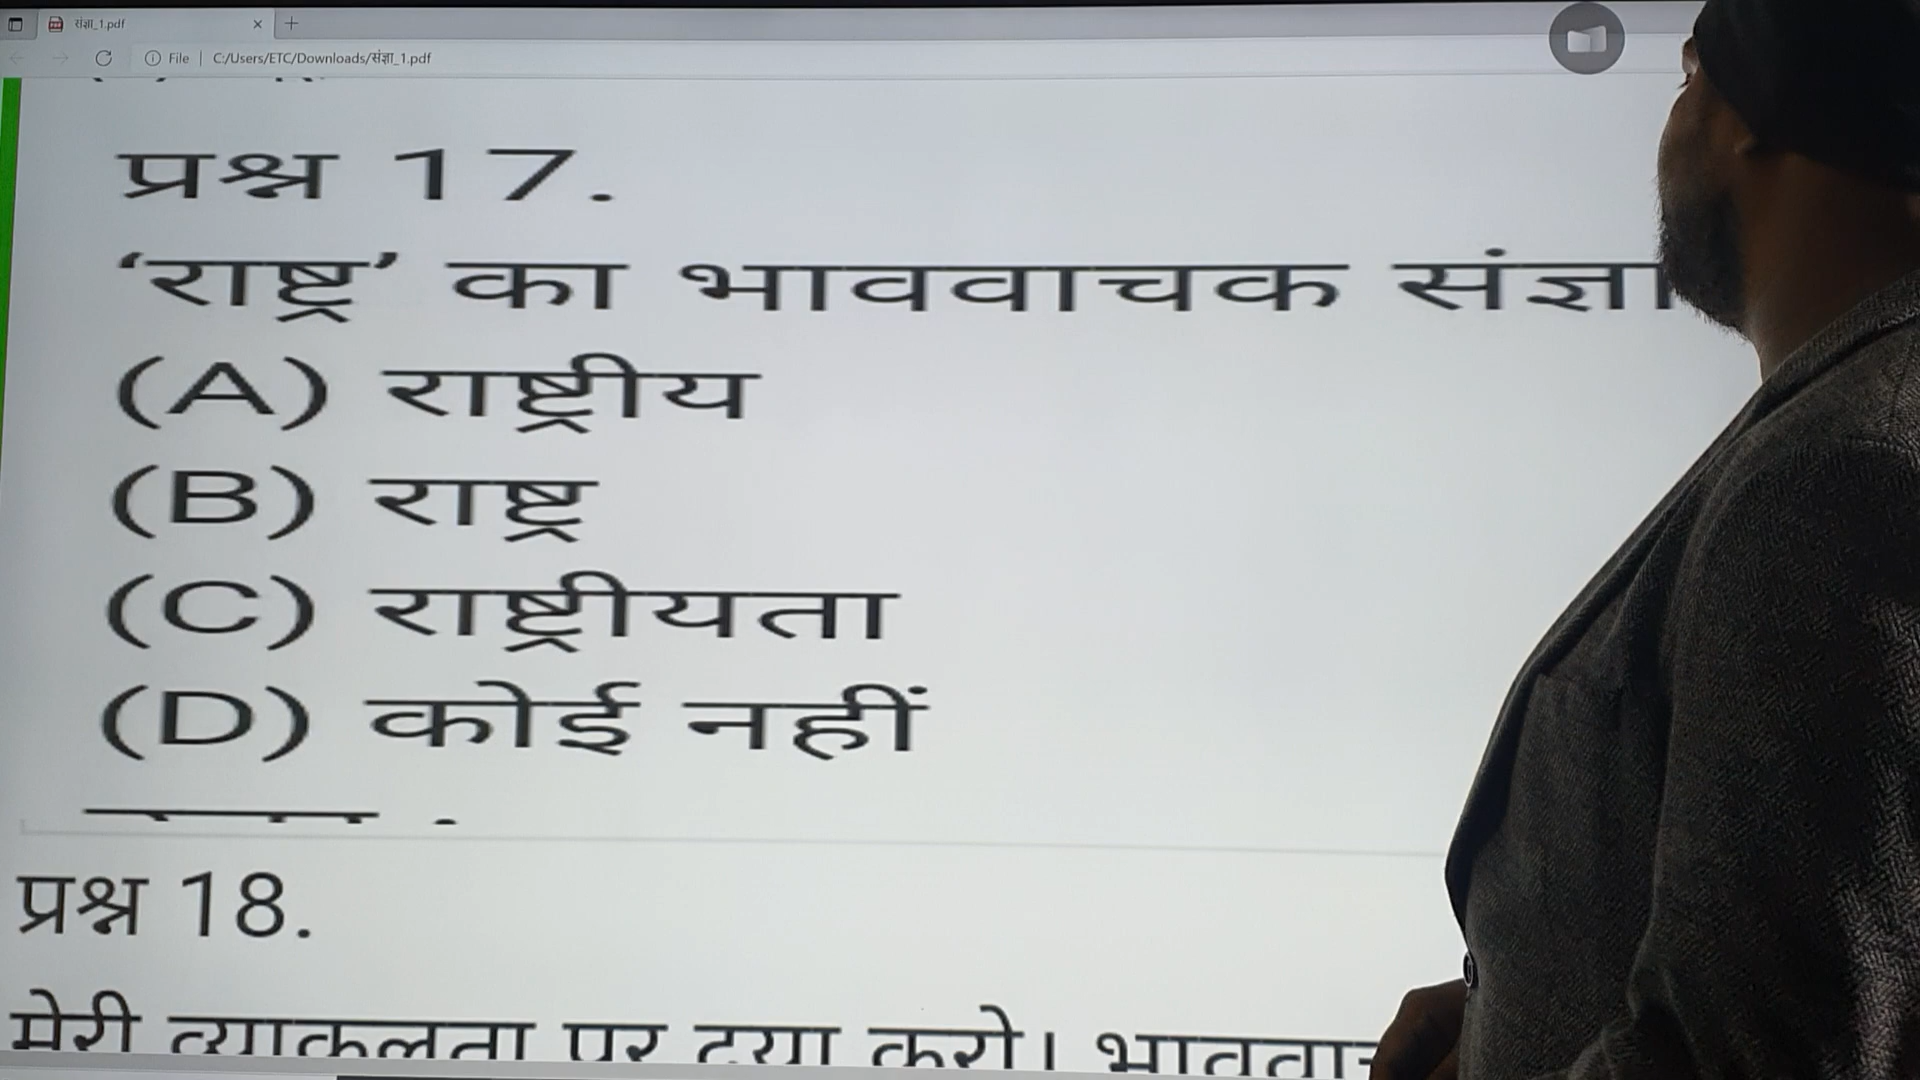 संज्ञा_1.pdf
File C:/Users/ETC/Downloads/संज्ञा_1.pdf
प्रश्न 17.
‘राष्ट्र’ का भाववाचक संज्ञा
(A) राष्ट्रीय
(B) राष्ट्र
(C) राष्ट्रीयता
(D) कोई नहीं
प्रश्न 18.
मेरी व्याकुलता पर दया करो।